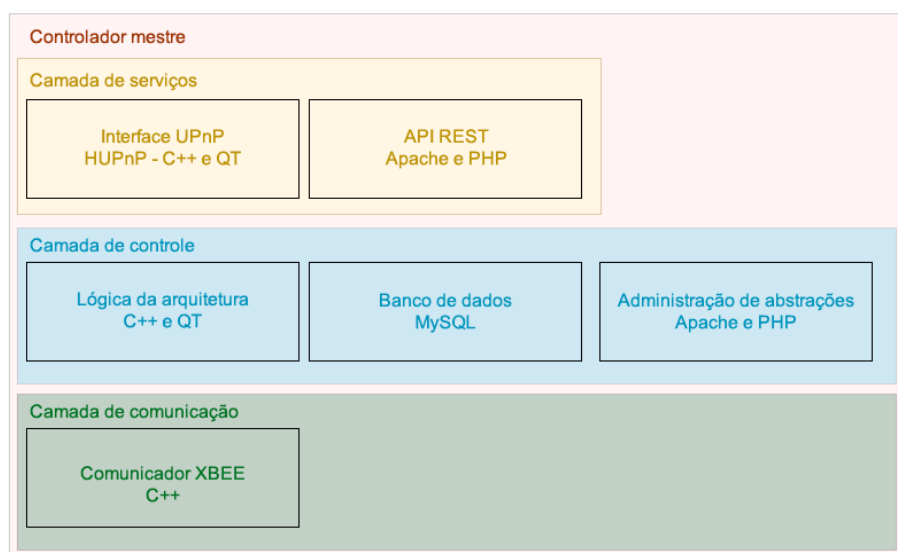 Controlador mestre
Camada de serviços
Interface UPnP
HUPnP - C++ e QT
API REST
Apache e PHP
Camada de controle
Lógica da arquitetura
C++ e QT
Banco de dados
MySQL
Administração de abstrações
Apache e PHP
Camada de comunicação
Comunicador XBEE
C++